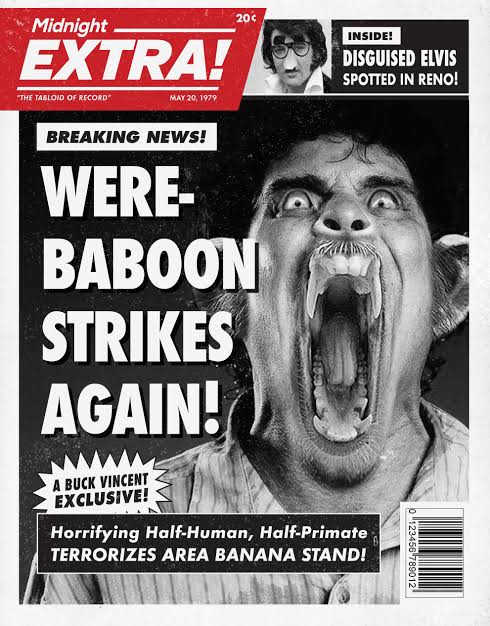 Midnight
EXTRA!
20¢
"THE TABLOID OF RECORD"
MAY 20, 1979
INSIDE!
DISGUISED ELVIS
SPOTTED IN RENO!
BREAKING NEWS!
WERE-
BABOON
STRIKES
AGAIN!
A BUCK VINCENT
EXCLUSIVE!
Horrifying Half-Human, Half-Primate
TERRORIZES AREA BANANA STAND!
0 123456 789012